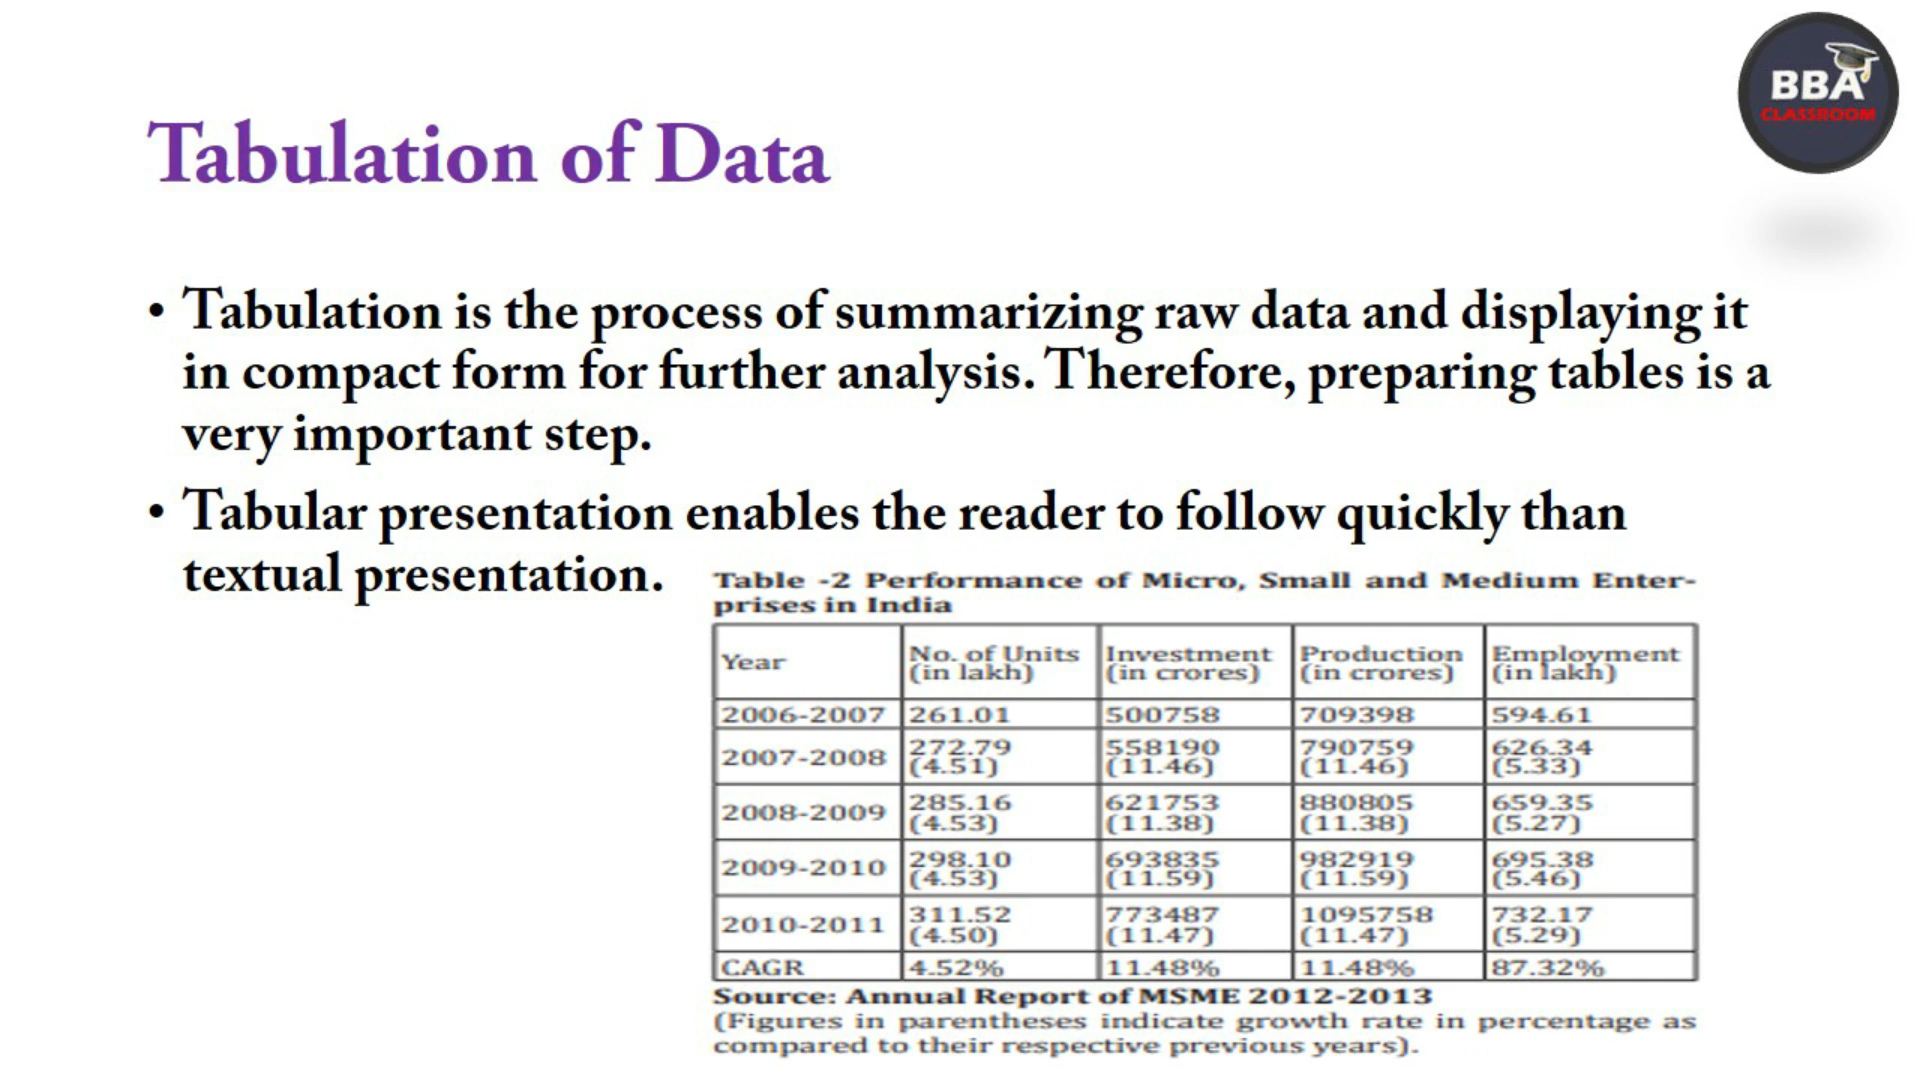 BBA
CLASSROOM
Tabulation of Data
• Tabulation is the process of summarizing raw data and displaying it
in compact form for further analysis. Therefore, preparing tables is a
very important step.
• Tabular presentation enables the reader to follow quickly than
textual presentation.
Table -2 Performance of Micro, Small and Medium Enter-
prises in India
Year No. of Units (in lakh) Investment (in crores) Production (in crores) Employment (in lakh)
2006-2007 261.01 500758 709398 594.61
2007-2008 272.79 (4.51) 558190 (11.46) 790759 (11.46) 626.34 (5.33)
2008-2009 285.16 (4.53) 621753 (11.38) 880805 (11.38) 659.35 (5.27)
2009-2010 298.10 (4.53) 693835 (11.59) 982919 (11.59) 695.38 (5.46)
2010-2011 311.52 (4.50) 773487 (11.47) 1095758 (11.47) 732.17 (5.29)
CAGR 4.52% 11.48% 11.48% 87.32%
Source: Annual Report of MSME 2012-2013
(Figures in parentheses indicate growth rate in percentage as
compared to their respective previous years).